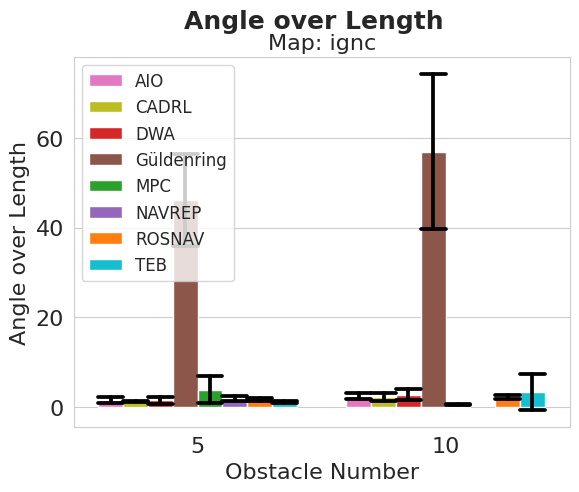 Angle over Length
Map: ignc
Angle over Length
60
40
20
0
AIO
CADRL
DWA
Güldenring
MPC
NAVREP
ROSNAV
TEB
5
10
Obstacle Number